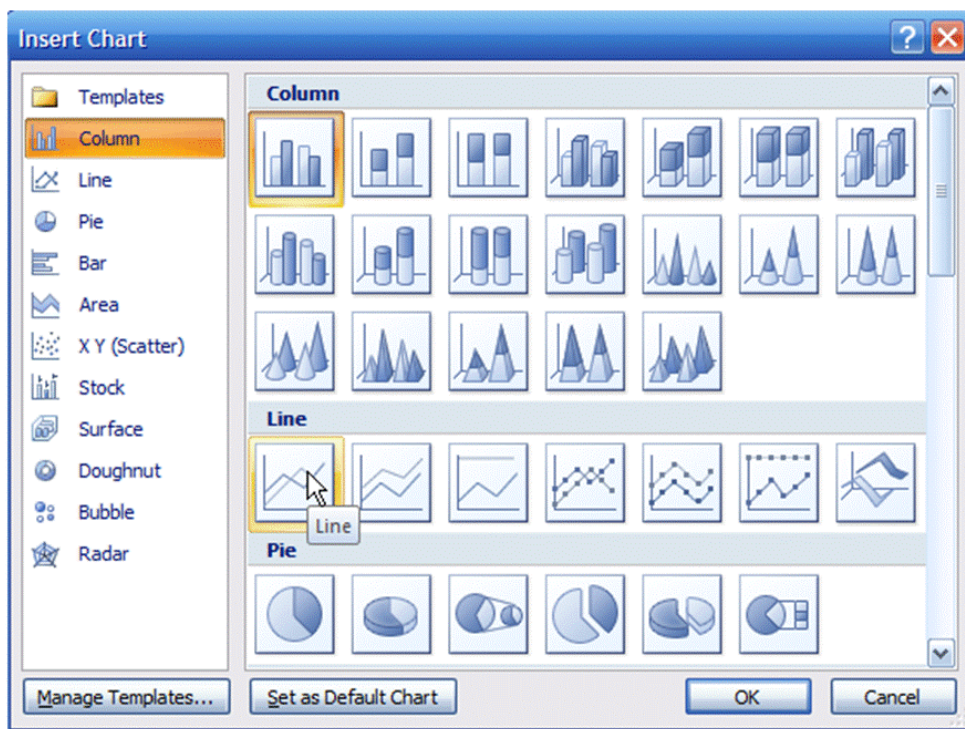 Insert Chart
?
Templates
Column
Line
Pie
Bar
Area
X Y (Scatter)
Stock
Surface
Doughnut
Bubble
Radar
Column
Line
Line
Pie
Manage Templates...
Set as Default Chart
OK
Cancel